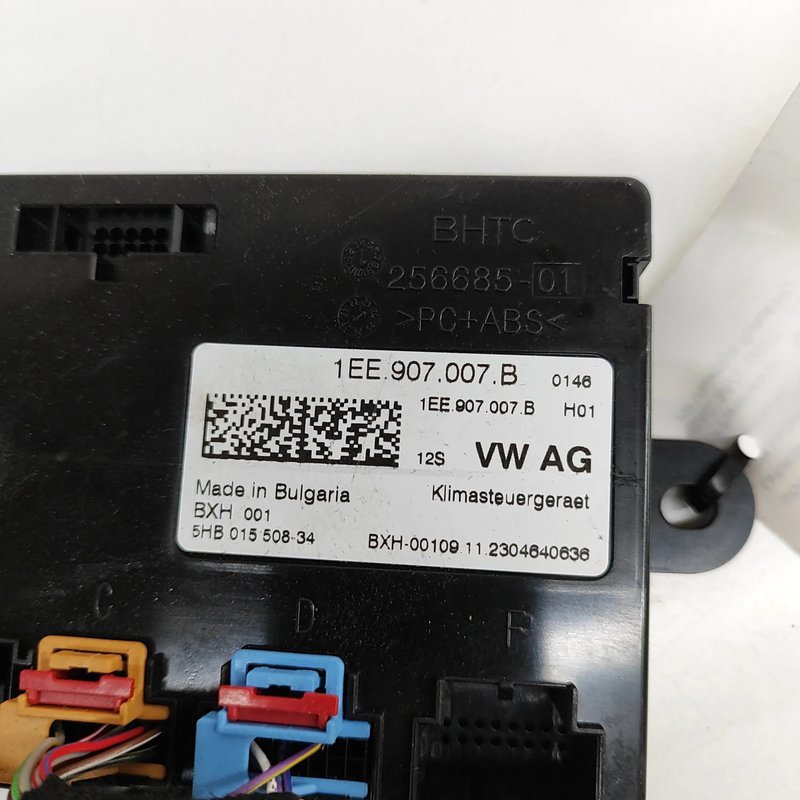 BHTC
256685-01
>PC+ABS<
1EE.907.007.B 0146
1EE.907.007.B H01
12S VW AG
Made in Bulgaria Klimasteuergeraet
BXH 001
5HB 015 508-34 BXH-00109.11.2304640636
C D F